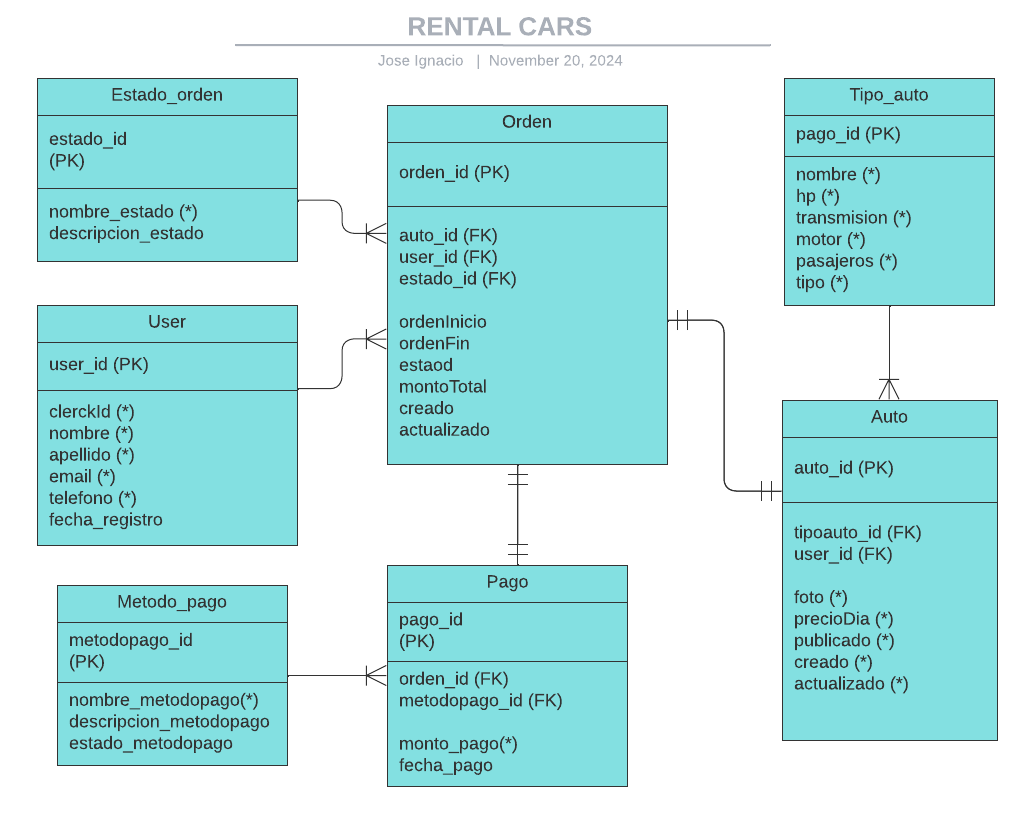 RENTAL CARS
Jose Ignacio | November 20, 2024
Estado_orden
estado_id
(PK)
nombre_estado (*)
descripcion_estado
User
user_id (PK)
clerckId (*)
nombre (*)
apellido (*)
email (*)
telefono (*)
fecha_registro
Metodo_pago
metodopago_id
(PK)
nombre_metodopago(*)
descripcion_metodopago
estado_metodopago
Orden
orden_id (PK)
auto_id (FK)
user_id (FK)
estado_id (FK)
ordenInicio
ordenFin
estaod
montoTotal
creado
actualizado
Pago
pago_id
(PK)
orden_id (FK)
metodopago_id (FK)
monto_pago(*)
fecha_pago
Tipo_auto
pago_id (PK)
nombre (*)
hp (*)
transmision (*)
motor (*)
pasajeros (*)
tipo (*)
Auto
auto_id (PK)
tipoauto_id (FK)
user_id (FK)
foto (*)
precioDia (*)
publicado (*)
creado (*)
actualizado (*)